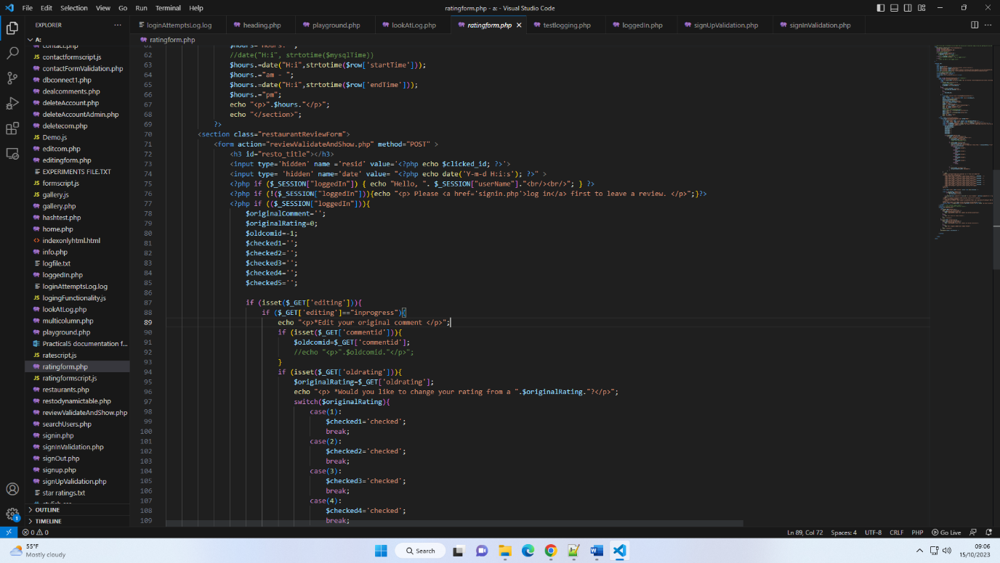 File Edit Selection View Go Run Terminal Help
ratingform.php - a: - Visual Studio Code
EXPLORER
A:
contact.php
contactformscript.js
contactFormValidation.php
dbconnect1.php
dealcomments.php
deleteAccount.php
deleteAccountAdmin.php
deletecom.php
Demo.js
editcom.php
editingform.php
EXPERIMENTS FILE.TXT
formscript.js
gallery.js
gallery.php
hashtest.php
home.php
indexonlyhtml.html
info.php
logfile.txt
loggedIn.php
loginAttemptsLog.log
logingFunctionality.js
lookAtLog.php
multicolumn.php
playground.php
Practical5 documentation f...
ratescript.js
ratingform.php
ratingformscript.js
restaurants.php
restodynamictable.php
reviewValidateAndShow.php
searchUsers.php
signin.php
signInValidation.php
signOut.php
signup.php
signUpValidation.php
star ratings.txt
OUTLINE
TIMELINE
loginAttemptsLog.log heading.php playground.php lookAtLog.php ratingform.php testlogging.php loggedIn.php signUpValidation.php signInValidation.php
ratingform.php
61 $hours="Hours: ";
62 //date("H:i", strtotime($mysqlTime))
63 $hours.=date("H:i",strtotime($row['startTime']));
64 $hours.="am - ";
65 $hours.=date("H:i",strtotime($row['endTime']));
66 $hours.="pm";
67 echo "<p>".$hours."</p>";
68 echo "</section>";
69 ?>
70 <section class="restaurantReviewForm">
71 <form action="reviewValidateAndShow.php" method="POST" >
72 <h3 id="resto_title"></h3>
73 <input type='hidden' name ='resid' value='<?php echo $clicked_id; ?>'>
74 <input type= 'hidden' name='date' value= "<?php echo date('Y-m-d H:i:s'); ?>" >
75 <?php if ($_SESSION["loggedIn"]) { echo "Hello, ". $_SESSION["userName"]."<br/><br/>"; } ?>
76 <?php if (!($_SESSION["loggedIn"])){echo "<p> Please <a href='signin.php'>log in</a> first to leave a review. </p>";}?>
77 <?php if (($_SESSION["loggedIn"])){
78 $originalComment='';
79 $originalRating=0;
80 $oldcomid=-1;
81 $checked1='';
82 $checked2='';
83 $checked3='';
84 $checked4='';
85 $checked5='';
86
87 if (isset($_GET['editing'])){
88 if ($_GET['editing']=="inprogress"){
89 echo "<p>*Edit your original comment </p>";
90 if (isset($_GET['commentid'])){
91 $oldcomid=$_GET['commentid'];
92 //echo "<p>".$oldcomid."</p>";
93 }
94 if (isset($_GET['oldrating'])){
95 $originalRating=$_GET['oldrating'];
96 echo "<p> *Would you like to change your rating from a ".$originalRating."?</p>";
97 switch($originalRating){
98 case(1):
99 $checked1='checked';
100 break;
101 case(2):
102 $checked2='checked';
103 break;
104 case(3):
105 $checked3='checked';
106 break;
107 case(4):
108 $checked4='checked';
109 break;
0 0 Ln 89, Col 72 Spaces: 4 UTF-8 CRLF PHP Go Live
55°F
Mostly cloudy
Search
09:06
15/10/2023